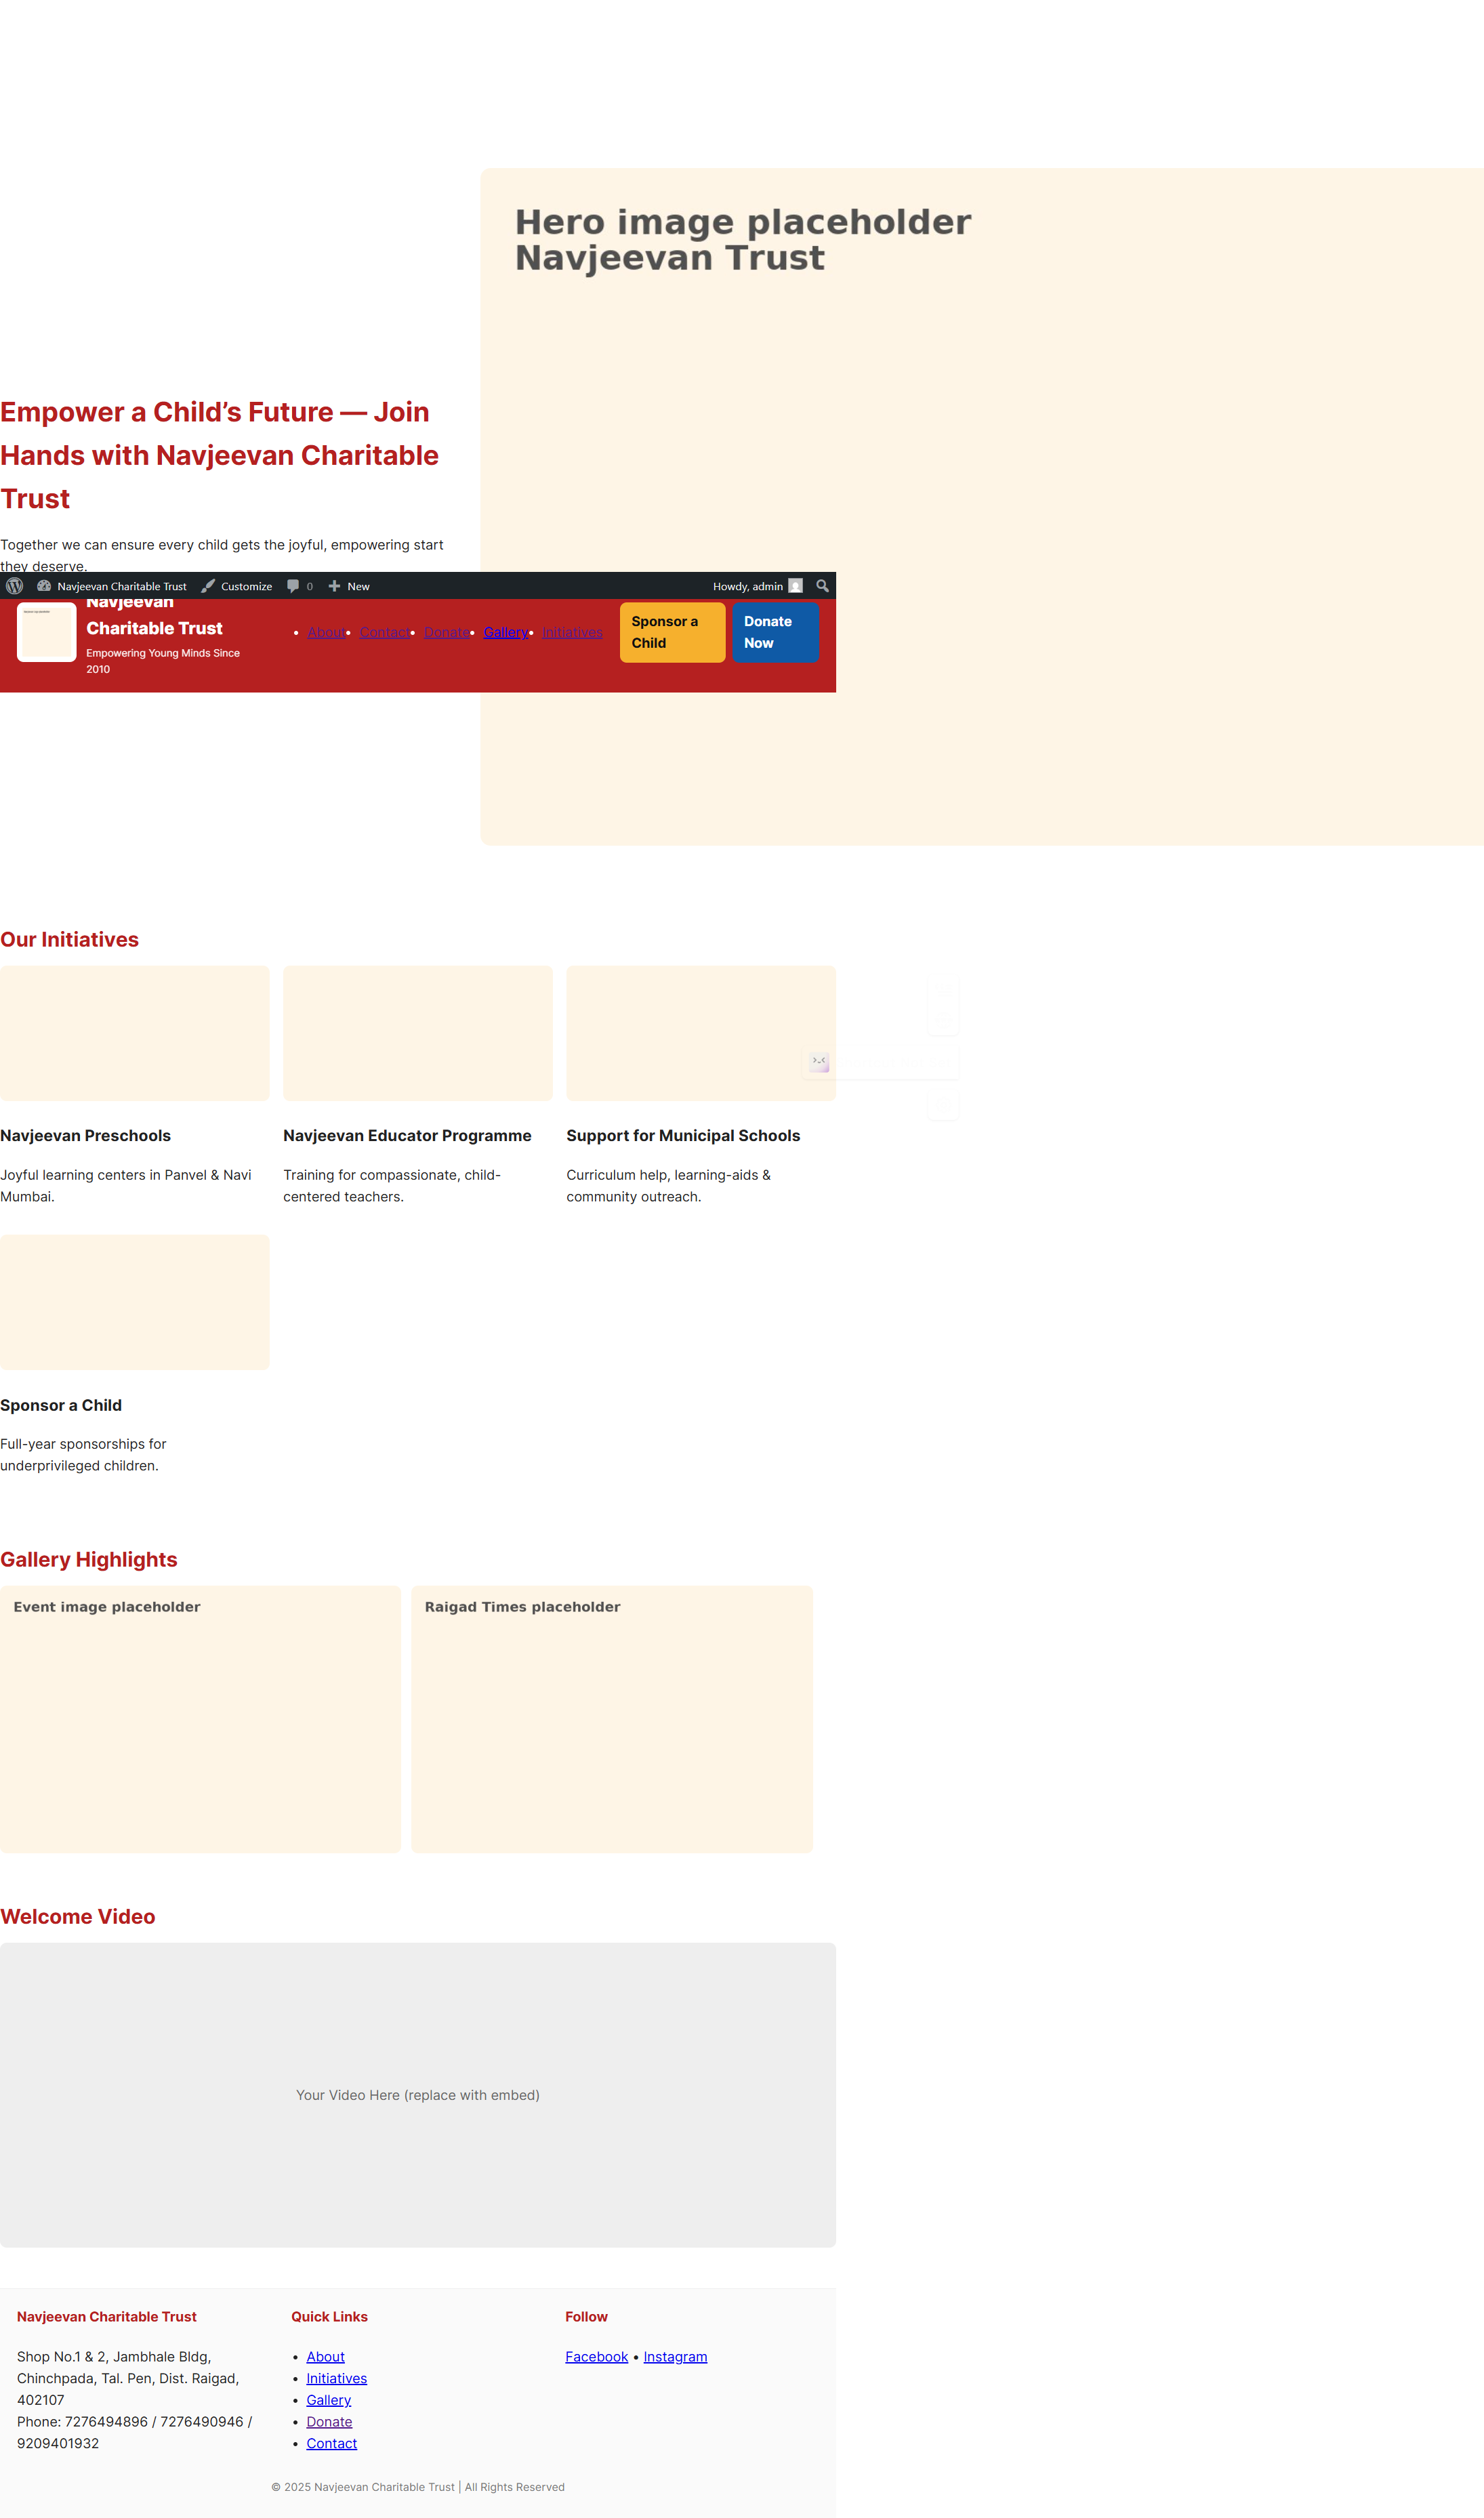 Hero image placeholder
Navjeevan Trust
Empower a Child’s Future — Join
Hands with Navjeevan Charitable
Trust
Together we can ensure every child gets the joyful, empowering start
they deserve.
Navjeevan Charitable Trust Customize 0 New Howdy, admin
Navjeevan
Charitable Trust
Empowering Young Minds Since
2010
• About • Contact • Donate • Gallery • Initiatives
Sponsor a
Child
Donate
Now
Our Initiatives
Navjeevan Preschools
Joyful learning centers in Panvel & Navi
Mumbai.
Navjeevan Educator Programme
Training for compassionate, child-
centered teachers.
Support for Municipal Schools
Curriculum help, learning-aids &
community outreach.
Sponsor a Child
Full-year sponsorships for
underprivileged children.
Gallery Highlights
Event image placeholder
Raigad Times placeholder
Welcome Video
Your Video Here (replace with embed)
Navjeevan Charitable Trust
Shop No.1 & 2, Jambhale Bldg,
Chinchpada, Tal. Pen, Dist. Raigad,
402107
Phone: 7276494896 / 7276490946 /
9209401932
Quick Links
• About
• Initiatives
• Gallery
• Donate
• Contact
Follow
Facebook • Instagram
© 2025 Navjeevan Charitable Trust | All Rights Reserved